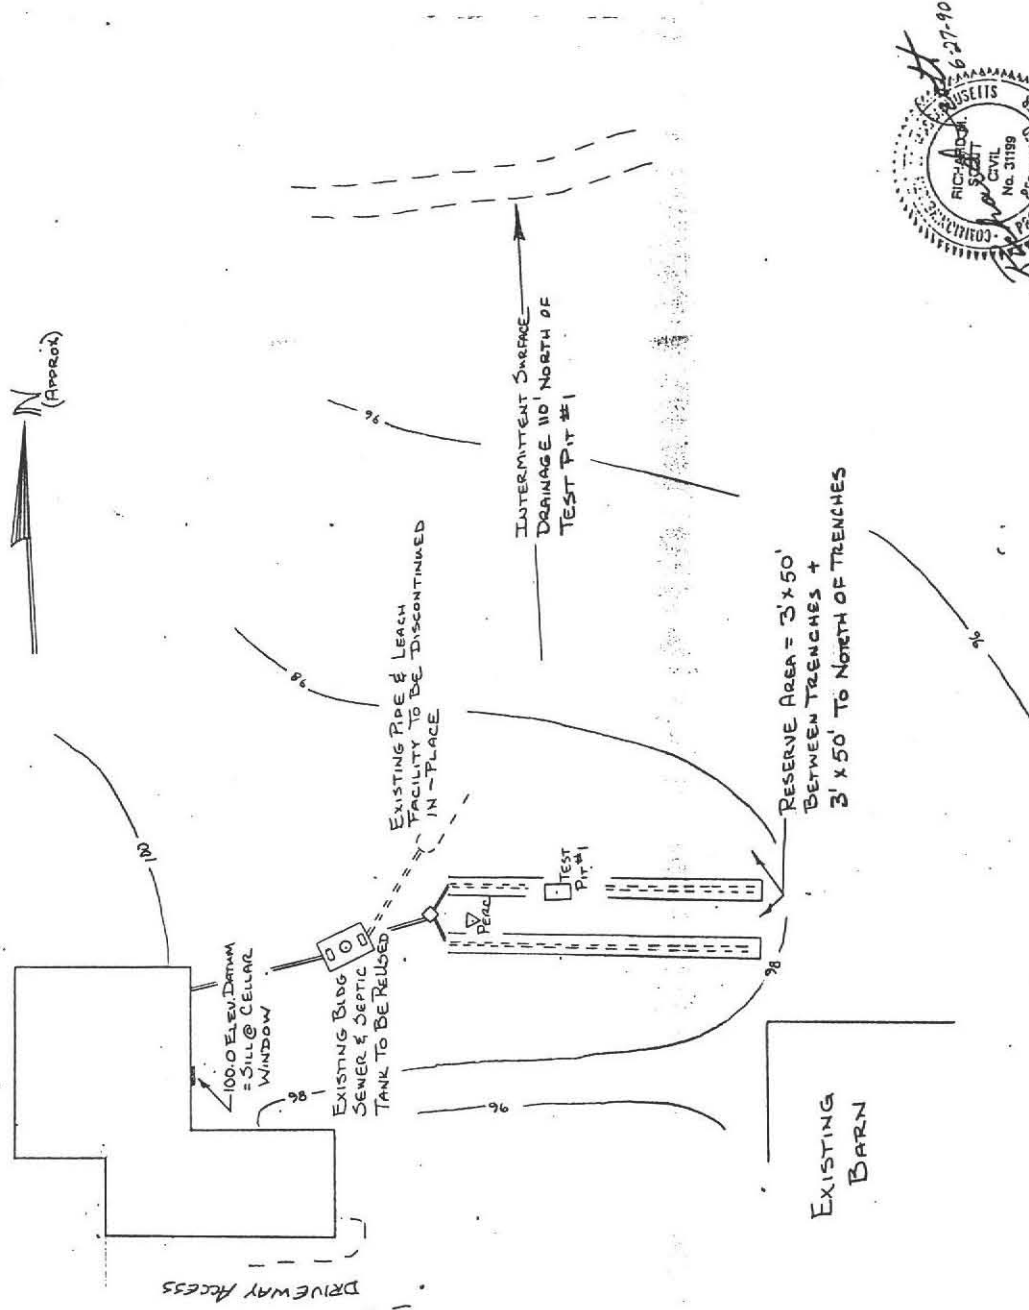 N
(APPROX)
INTERMITTENT SURFACE
DRAINAGE 110' NORTH OF
TEST PIT #1
96
98
100
EXISTING PIPE & LEACH
FACILITY TO BE DISCONTINUED
IN-PLACE
100.0 ELEV. DATUM
= SILL @ CELLAR
WINDOW
EXISTING BLDG
SEWER & SEPTIC
TANK TO BE REUSED
PERC
TEST
PIT #1
RESERVE AREA = 3'x50'
BETWEEN TRENCHES +
3'x50' TO NORTH OF TRENCHES
96
98
98
96
EXISTING
BARN
DRIVEWAY ACCESS
RICHARD M.
SCOTT
CIVIL
No. 31199
6-27-90